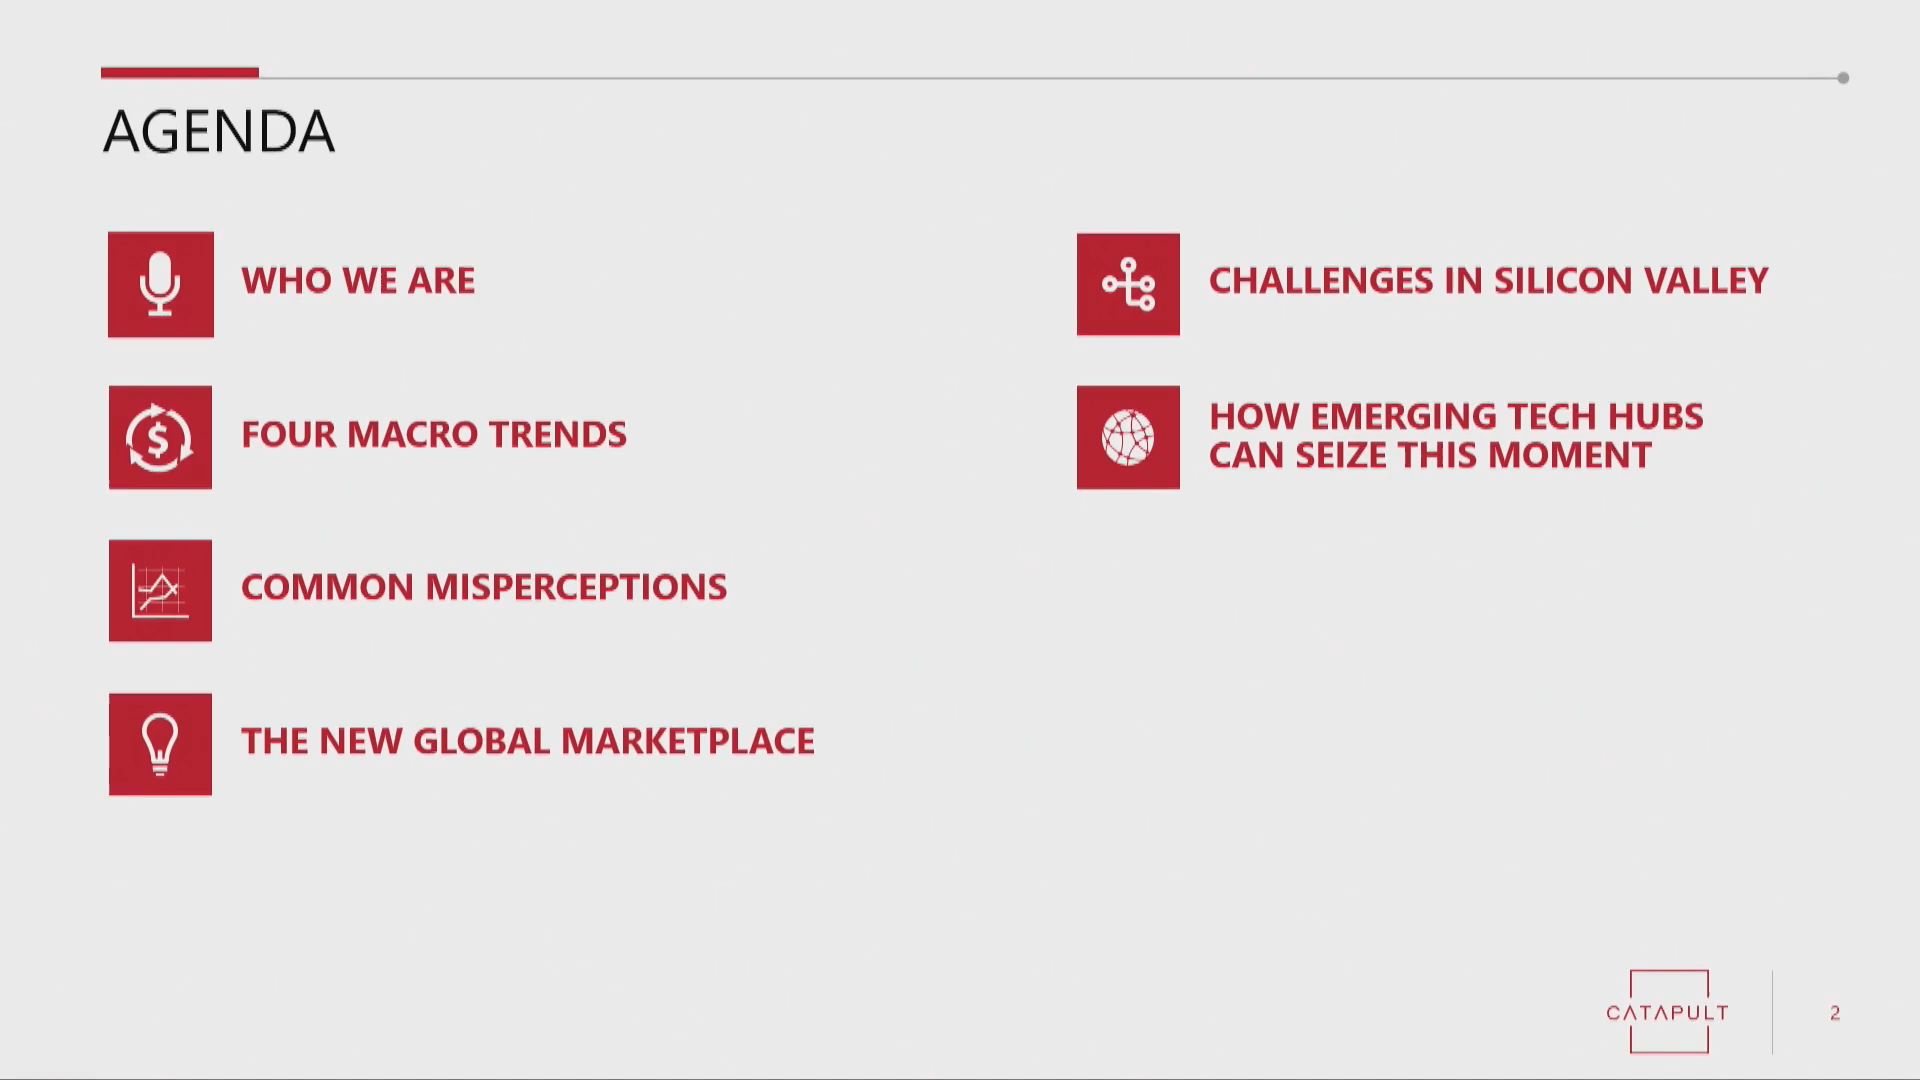 AGENDA
WHO WE ARE
FOUR MACRO TRENDS
COMMON MISPERCEPTIONS
THE NEW GLOBAL MARKETPLACE
CHALLENGES IN SILICON VALLEY
HOW EMERGING TECH HUBS
CAN SEIZE THIS MOMENT
CATAPULT
2